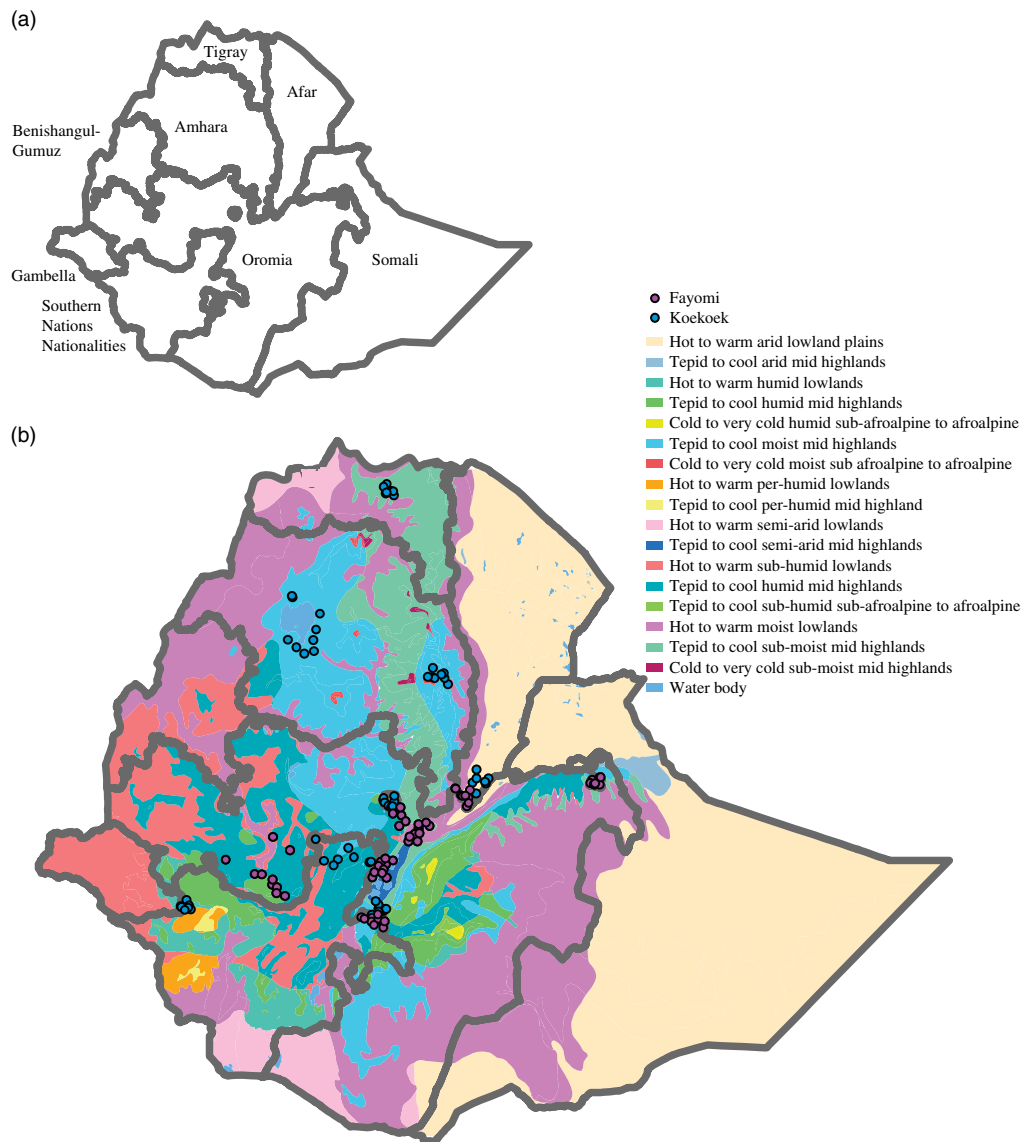 (a)
Tigray
Afar
Amhara
Benishangul-
Gumuz
Oromia
Somali
Gambella
Southern
Nations
Nationalities
Fayomi
Koekoek
Hot to warm arid lowland plains
Tepid to cool arid mid highlands
Hot to warm humid lowlands
Tepid to cool humid mid highlands
Cold to very cold humid sub-afroalpine to afroalpine
Tepid to cool moist mid highlands
Cold to very cold moist sub afroalpine to afroalpine
Hot to warm per-humid lowlands
Tepid to cool per-humid mid highland
Hot to warm semi-arid lowlands
Tepid to cool semi-arid mid highlands
Hot to warm sub-humid lowlands
Tepid to cool humid mid highlands
Tepid to cool sub-humid sub-afroalpine to afroalpine
Hot to warm moist lowlands
Tepid to cool sub-moist mid highlands
Cold to very cold sub-moist mid highlands
Water body
(b)